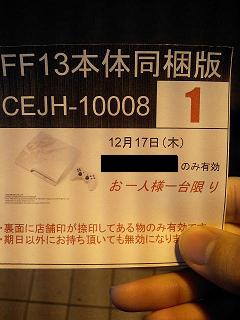 FF13本体同梱版
CEJH-10008
1
12月17日(木)
のみ有効
お一人様一台限り
・裏面に店舗印が捺印してある物のみ有効です
・期日以外にお持ち頂いても無効になりま